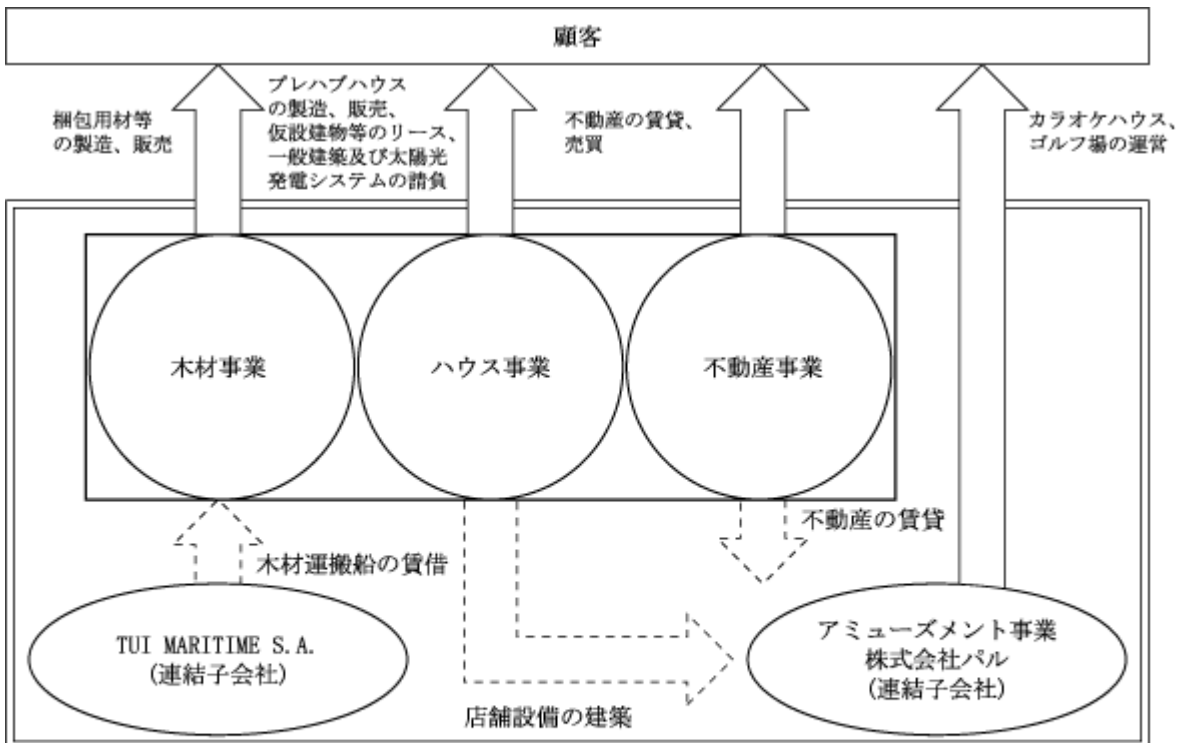 顧客
梱包用材等
の製造、販売
プレハブハウス
の製造、販売、
仮設建物等のリース、
一般建築及び太陽光
発電システムの請負
不動産の賃貸、
売買
カラオケハウス、
ゴルフ場の運営
木材事業
ハウス事業
不動産事業
木材運搬船の賃借
不動産の賃貸
TUI MARITIME S.A.
(連結子会社)
アミューズメント事業
株式会社パル
(連結子会社)
店舗設備の建築